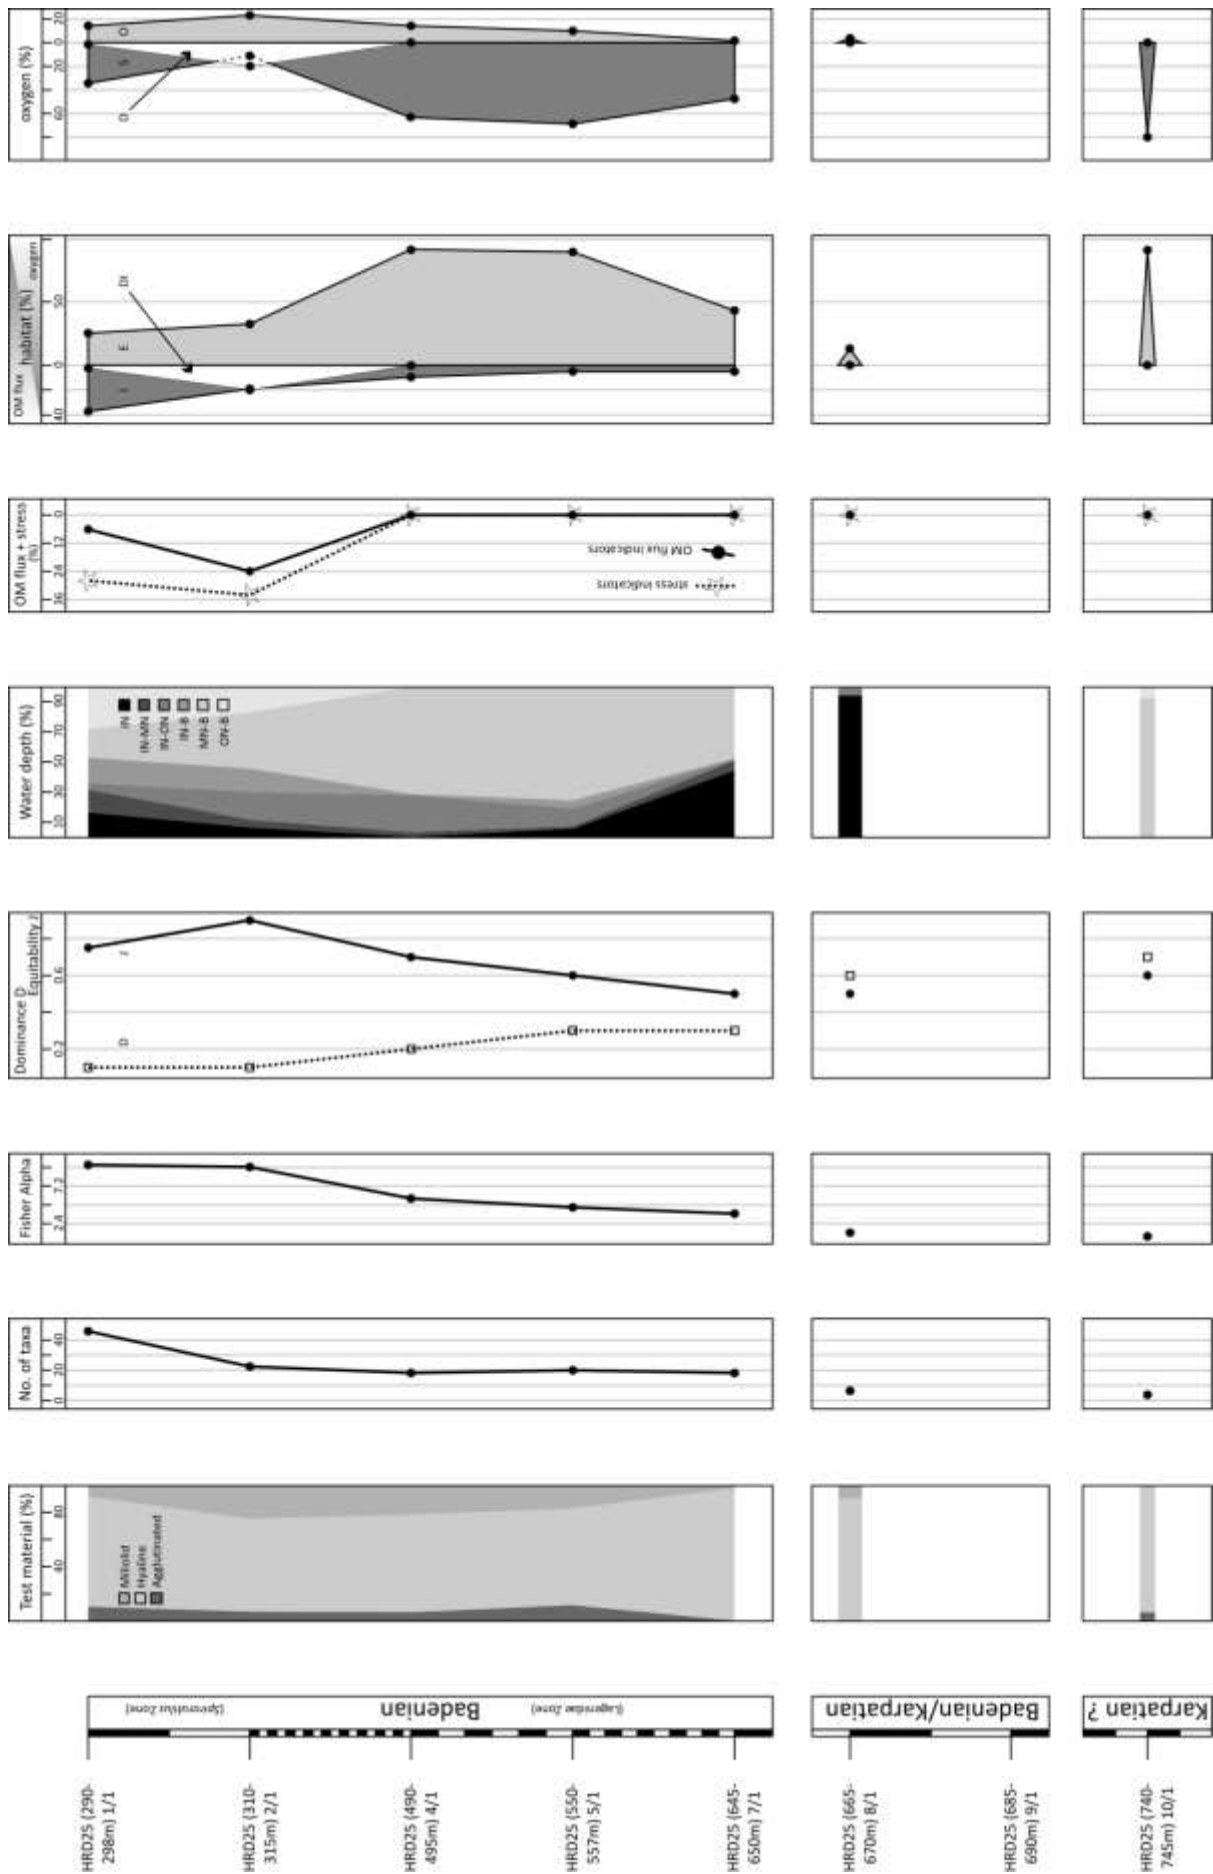 oxygen (%)
20
0
20
60
O
S
D
OM flux
oxygen
habitat (%)
50
0
40
DI
E
I
OM flux + stress
(%)
0
12
24
36
OM flux indicators
stress indicators
Water depth (%)
90
70
50
30
10
IN
IN-MN
IN-ON
IN-B
MN-B
ON-B
Dominance D
Equitability J
0.6
0.2
J
D
Fisher Alpha
7.2
2.4
No. of taxa
40
20
0
Test material (%)
80
40
Miliolid
Hyaline
Agglutinated
(Spirorutilus Zone)
Badenian
(Lagenidae Zone)
Badenian/Karpatian
Karpatian ?
HRD25 (290-
298m) 1/1
HRD25 (310-
315m) 2/1
HRD25 (490-
495m) 4/1
HRD25 (550-
557m) 5/1
HRD25 (645-
650m) 7/1
HRD25 (665-
670m) 8/1
HRD25 (685-
690m) 9/1
HRD25 (740-
745m) 10/1